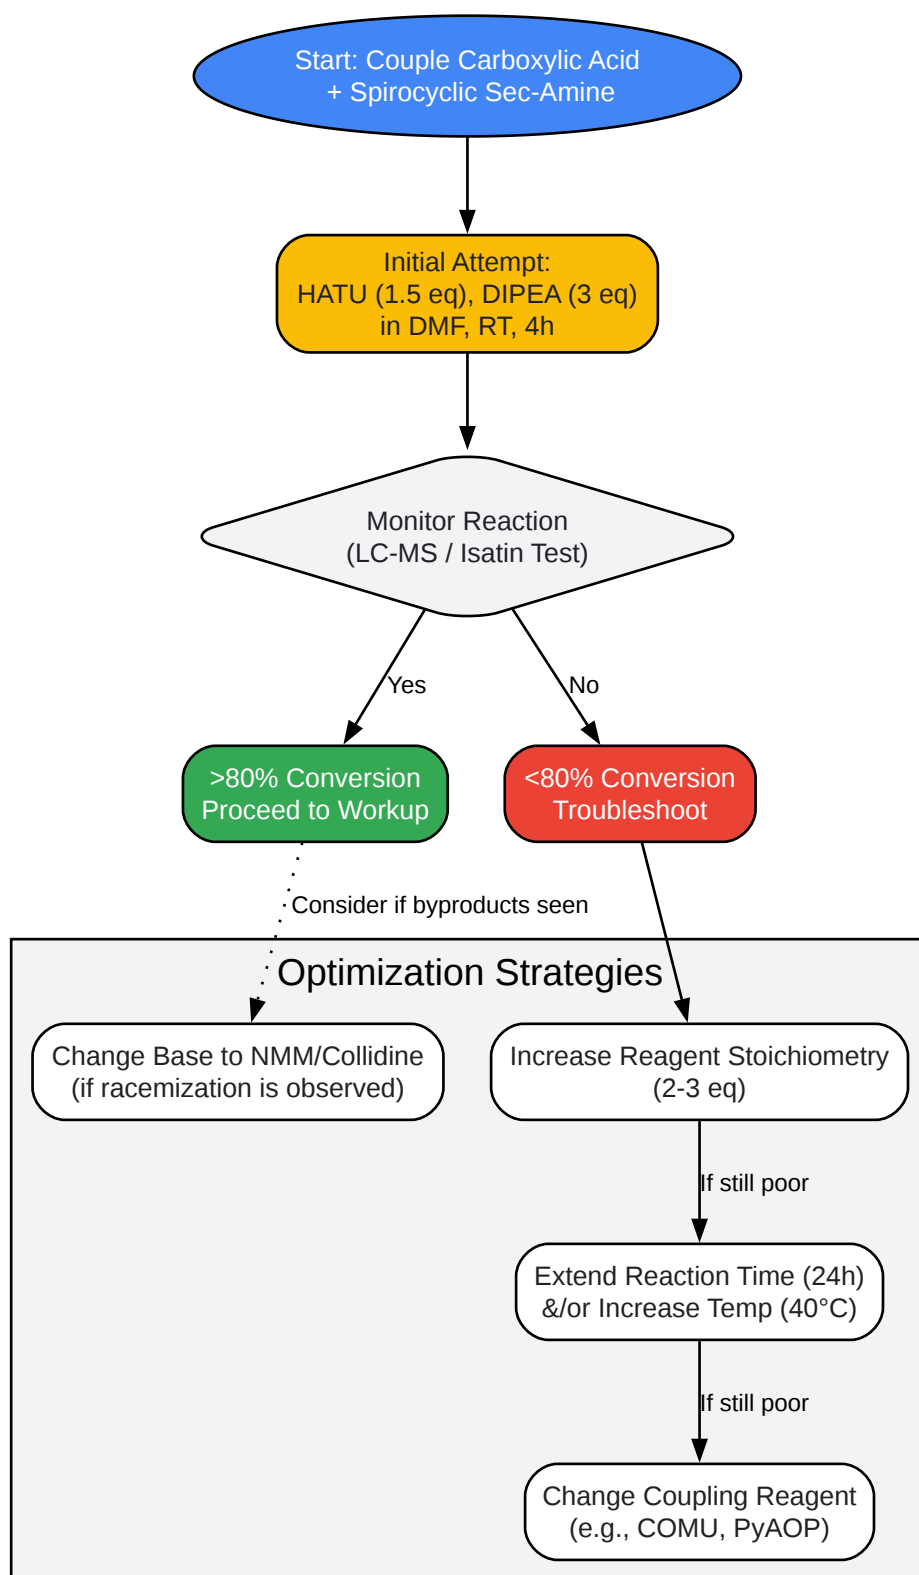 Start: Couple Carboxylic Acid
+ Spirocyclic Sec-Amine
Initial Attempt:
HATU (1.5 eq), DIPEA (3 eq)
in DMF, RT, 4h
Monitor Reaction
(LC-MS / Isatin Test)
Yes
No
>80% Conversion
Proceed to Workup
<80% Conversion
Troubleshoot
Consider if byproducts seen
Optimization Strategies
Change Base to NMM/Collidine
(if racemization is observed)
Increase Reagent Stoichiometry
(2-3 eq)
If still poor
Extend Reaction Time (24h)
&/or Increase Temp (40°C)
If still poor
Change Coupling Reagent
(e.g., COMU, PyAOP)